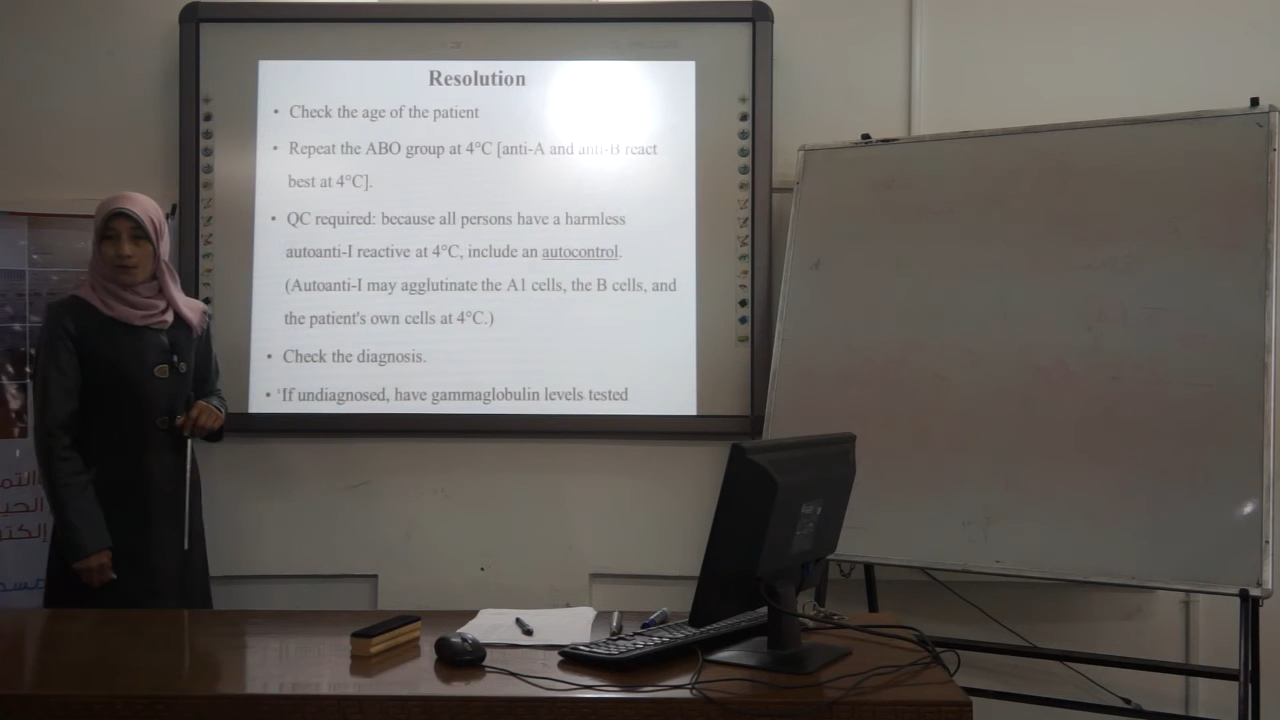 Resolution
• Check the age of the patient
• Repeat the ABO group at 4°C [anti-A and anti-B react
best at 4°C].
• QC required: because all persons have a harmless
autoanti-I reactive at 4°C, include an autocontrol.
(Autoanti-I may agglutinate the A1 cells, the B cells, and
the patient's own cells at 4°C.)
• Check the diagnosis.
• If undiagnosed, have gammaglobulin levels tested